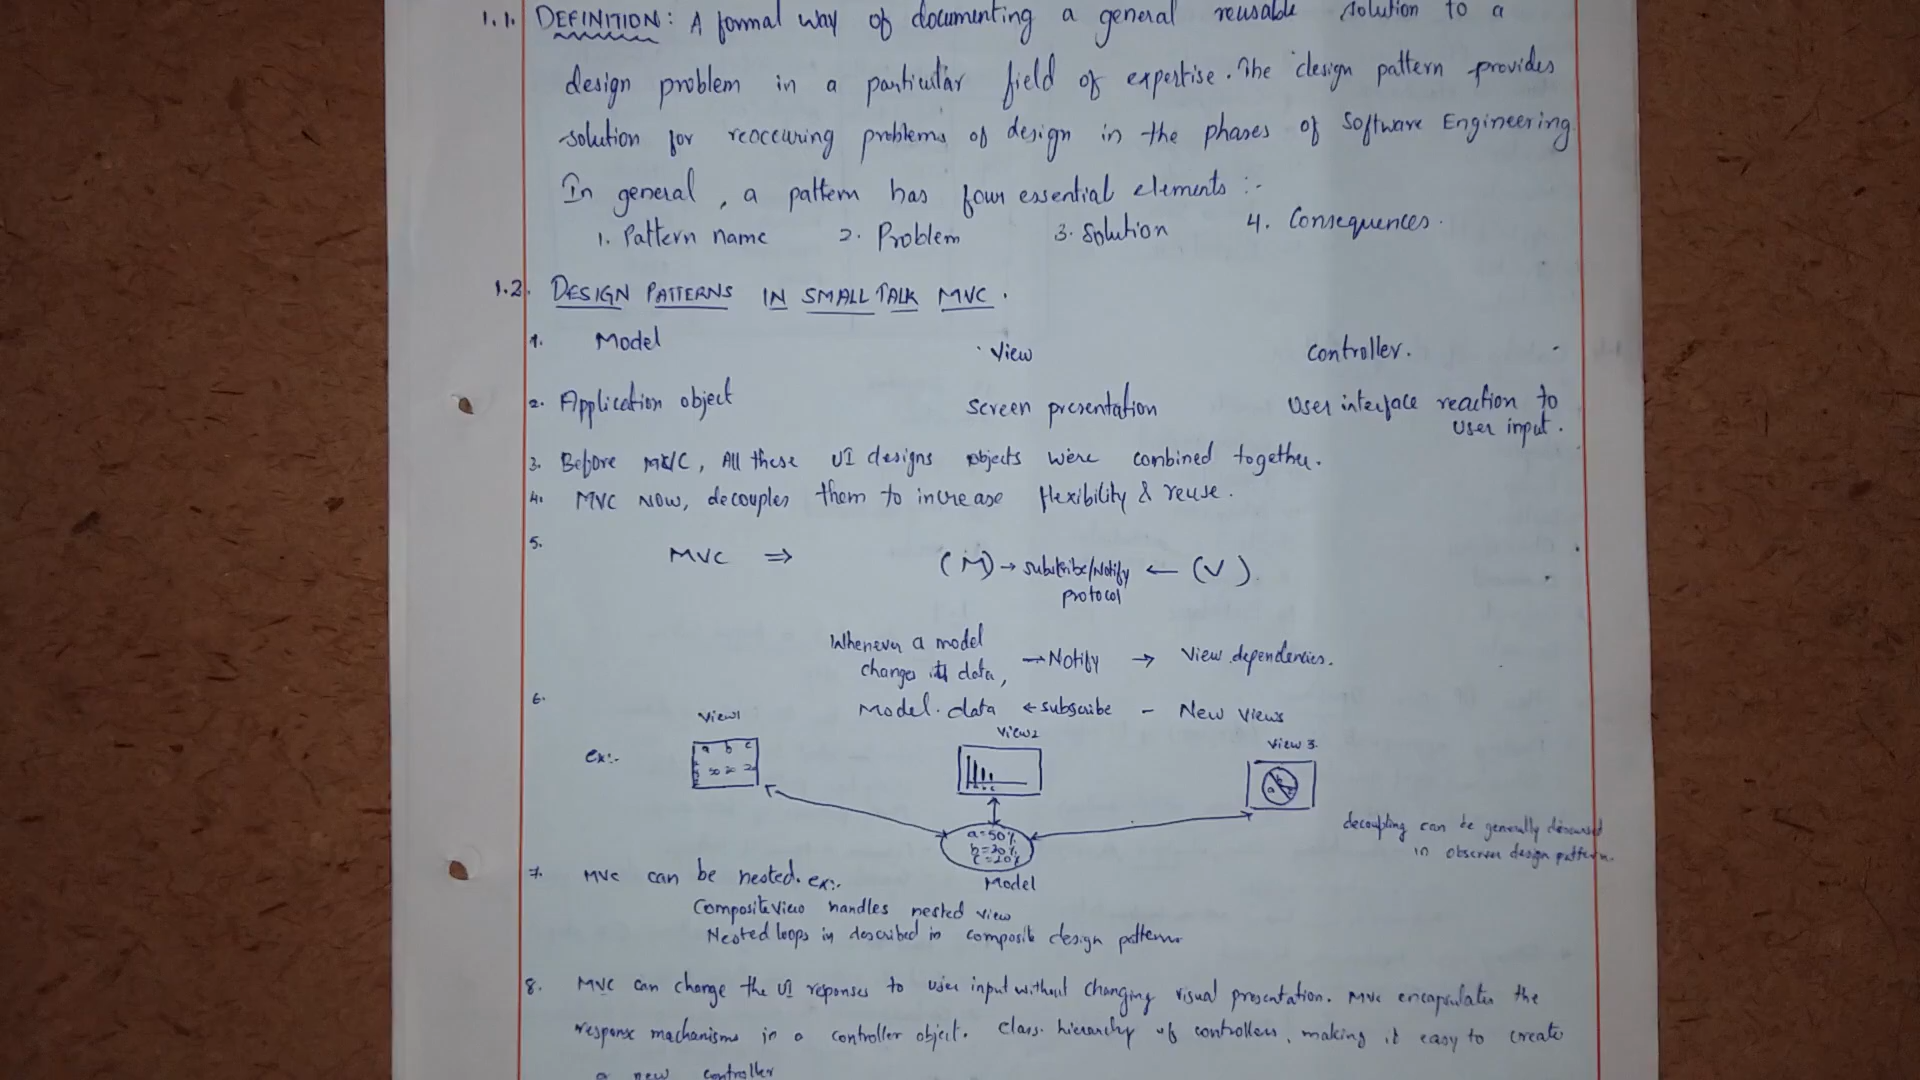 1.1. DEFINITION: A formal way of documenting a general reusable solution to a
design problem in a particular field of expertise. The design pattern provides
solution for reoccuring problems of design in the phases of Software Engineering
In general, a pattern has four essential elements :-
1. Pattern name 2. Problem 3. Solution 4. Consequences.
1.2. DESIGN PATTERNS IN SMALL TALK MVC.
1. Model View Controller.
2. Application object Screen presentation User interface reaction to
user input.
3. Before MVC, All these UI designs objects were combined together.
4. MVC NOW, decouples them to increase flexibility & reuse.
5. MVC ⇒ (M) → subscribe/Notify ← (V)
protocol
Whenever a model
changes its data, → Notify → View dependencies.
6. Model data ← subscribe - New views
View1 View2 View 3.
ex:-
a b c
a=50%
b=30%
c=20%
Model
decoupling can be generally discussed
in observer design pattern.
7. MVC can be nested. ex:-
Composite View handles nested view
Nested loops is described in composit design pattern
8. MVC can change the UI reponses to user input without changing visual presentation. MVC encapsulates the
response mechanisms in a controller object. Class hierarchy of controllers, making it easy to create
a new controller